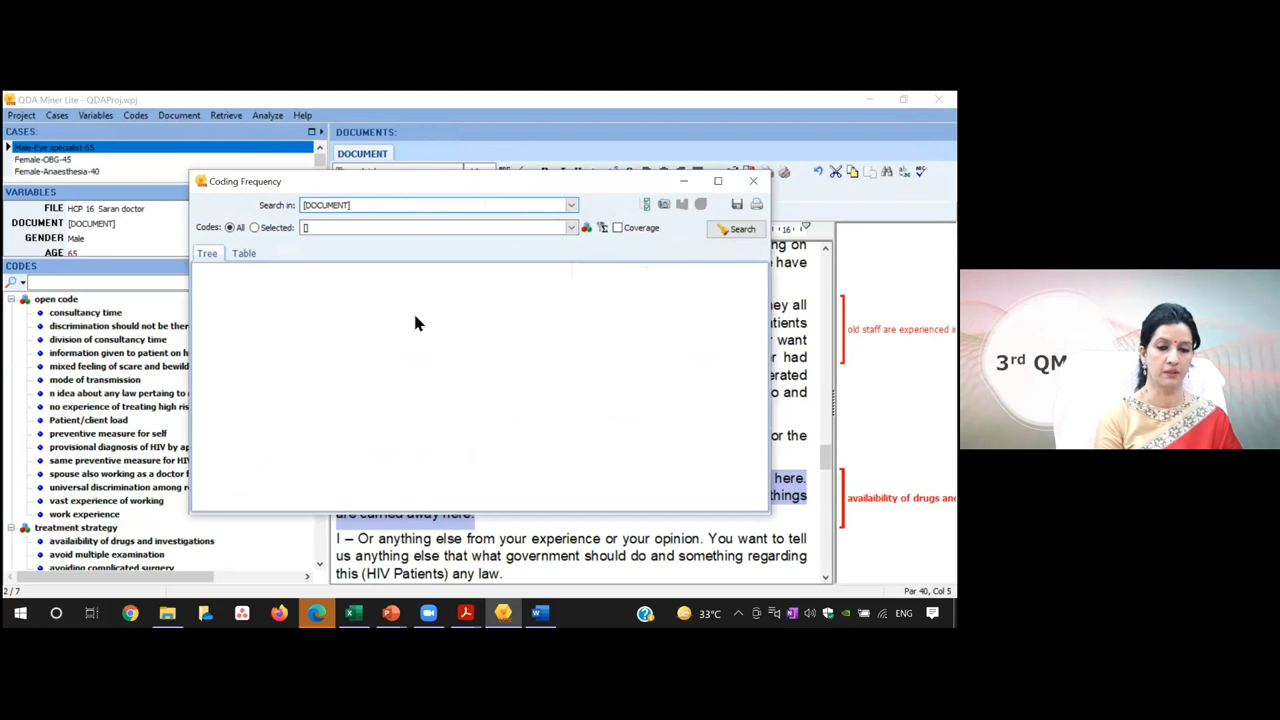 QDA Miner Lite - QDAProj.wpj
Project Cases Variables Codes Document Retrieve Analyze Help
CASES:
Male-Eye specialist-65
Female-OBG-45
Female-Anaesthesia-40
VARIABLES
FILE HCP 16 Saran doctor
DOCUMENT [DOCUMENT]
GENDER Male
AGE 65
CODES
open code
consultancy time
discrimination should not be ther
division of consultancy time
information given to patient on h
mixed feeling of scare and bewild
mode of transmission
n idea about any law pertaining to
no experience of treating high ris
Patient/client load
preventive measure for self
provisional diagnosis of HIV by ap
same preventive measure for HI
spouse also working as a doctor f
universal discrimination among r
vast experience of working
work experience
treatment strategy
availaibility of drugs and investigations
avoid multiple examination
avoiding complicated surgery
2 / 7
DOCUMENTS:
DOCUMENT
Coding Frequency
Search in: [DOCUMENT]
Codes: All Selected: [] Coverage Search
Tree Table
16
ng on
have
ney all
atients
want
r had
erated
o and
or the
here.
things
are carried away here.
I – Or anything else from your experience or your opinion. You want to
tell us anything else that what government should do and something regarding
this (HIV Patients) any law.
old staff are experienced i
availaibility of drugs and
Par 40, Col 5
33°C ENG
3rd QM